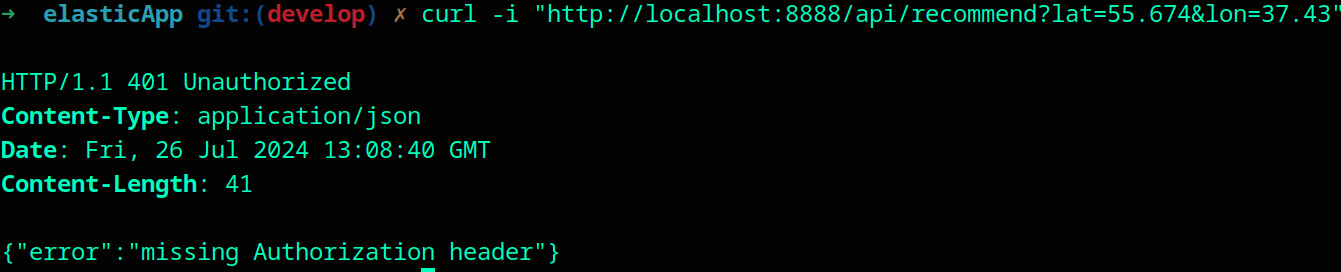 ➜ elasticApp git:(develop) ✗ curl -i "http://localhost:8888/api/recommend?lat=55.674&lon=37.43"
HTTP/1.1 401 Unauthorized
Content-Type: application/json
Date: Fri, 26 Jul 2024 13:08:40 GMT
Content-Length: 41
{"error":"missing Authorization header"}